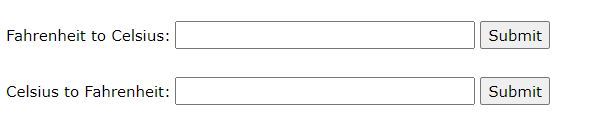 Fahrenheit to Celsius: Submit
Celsius to Fahrenheit: Submit